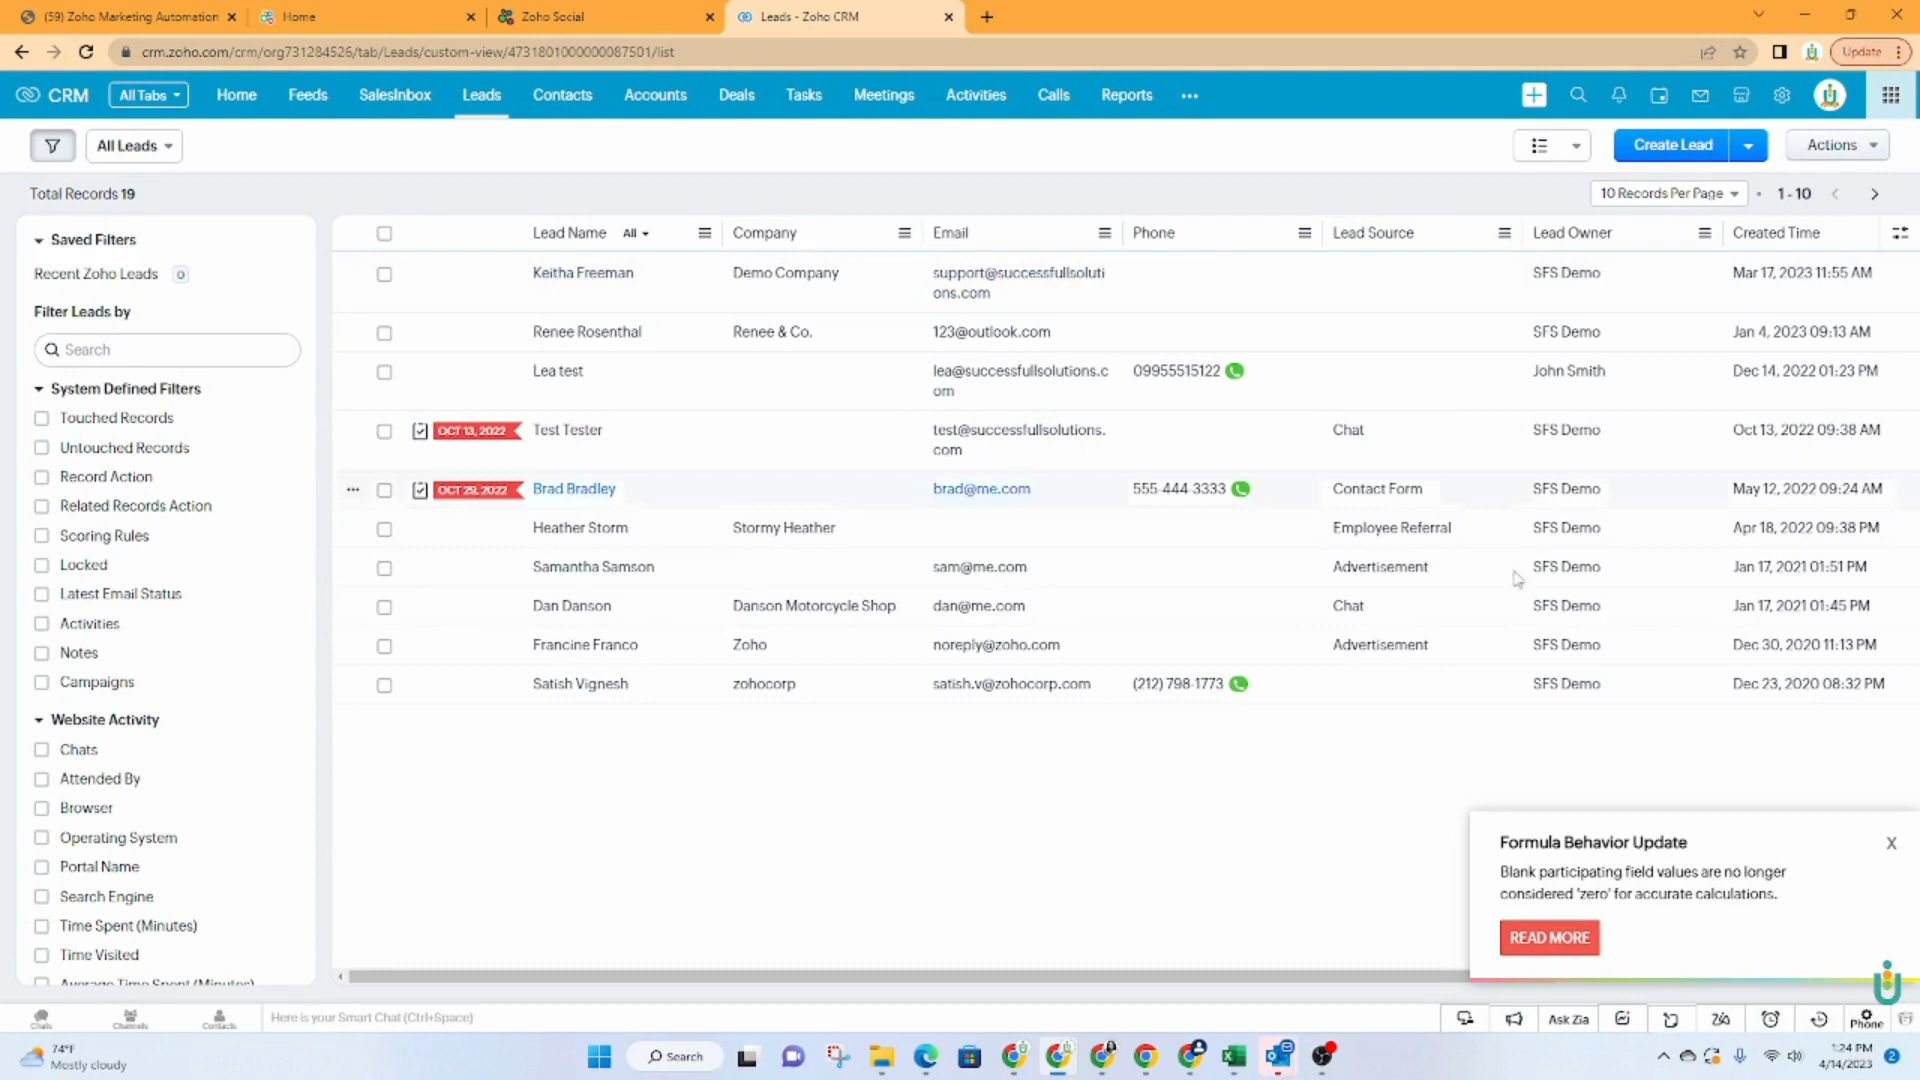 (59) Zoho Marketing Automation
Home
Zoho Social
Leads - Zoho CRM
crm.zoho.com/crm/org731284526/tab/Leads/custom-view/4731801000000087501/list
Update
CRM
All Tabs
Home
Feeds
SalesInbox
Leads
Contacts
Accounts
Deals
Tasks
Meetings
Activities
Calls
Reports
All Leads
Create Lead
Actions
Total Records 19
10 Records Per Page
1 - 10
Saved Filters
Recent Zoho Leads 0
Filter Leads by
Search
System Defined Filters
Touched Records
Untouched Records
Record Action
Related Records Action
Scoring Rules
Locked
Latest Email Status
Activities
Notes
Campaigns
Website Activity
Chats
Attended By
Browser
Operating System
Portal Name
Search Engine
Time Spent (Minutes)
Time Visited
Average Time Spent (Minutes)
Lead Name All Company Email Phone Lead Source Lead Owner Created Time
Keitha Freeman Demo Company support@successfullsoluti SFS Demo Mar 17, 2023 11:55 AM
ons.com
Renee Rosenthal Renee & Co. 123@outlook.com SFS Demo Jan 4, 2023 09:13 AM
Lea test lea@successfullsolutions.c 09955515122 John Smith Dec 14, 2022 01:23 PM
om
OCT 13, 2022 Test Tester test@successfullsolutions. Chat SFS Demo Oct 13, 2022 09:38 AM
com
OCT 29, 2022 Brad Bradley brad@me.com 555-444-3333 Contact Form SFS Demo May 12, 2022 09:24 AM
Heather Storm Stormy Heather Employee Referral SFS Demo Apr 18, 2022 09:38 PM
Samantha Samson sam@me.com Advertisement SFS Demo Jan 17, 2021 01:51 PM
Dan Danson Danson Motorcycle Shop dan@me.com Chat SFS Demo Jan 17, 2021 01:45 PM
Francine Franco Zoho noreply@zoho.com Advertisement SFS Demo Dec 30, 2020 11:13 PM
Satish Vignesh zohocorp satish.v@zohocorp.com (212) 798-1773 SFS Demo Dec 23, 2020 08:32 PM
Formula Behavior Update
X
Blank participating field values are no longer
considered 'zero' for accurate calculations.
READ MORE
Chats
Channels
Contacts
Here is your Smart Chat (Ctrl+Space)
Ask Zia
Phone
74°F
Mostly cloudy
Search
1:24 PM
4/14/2023
2